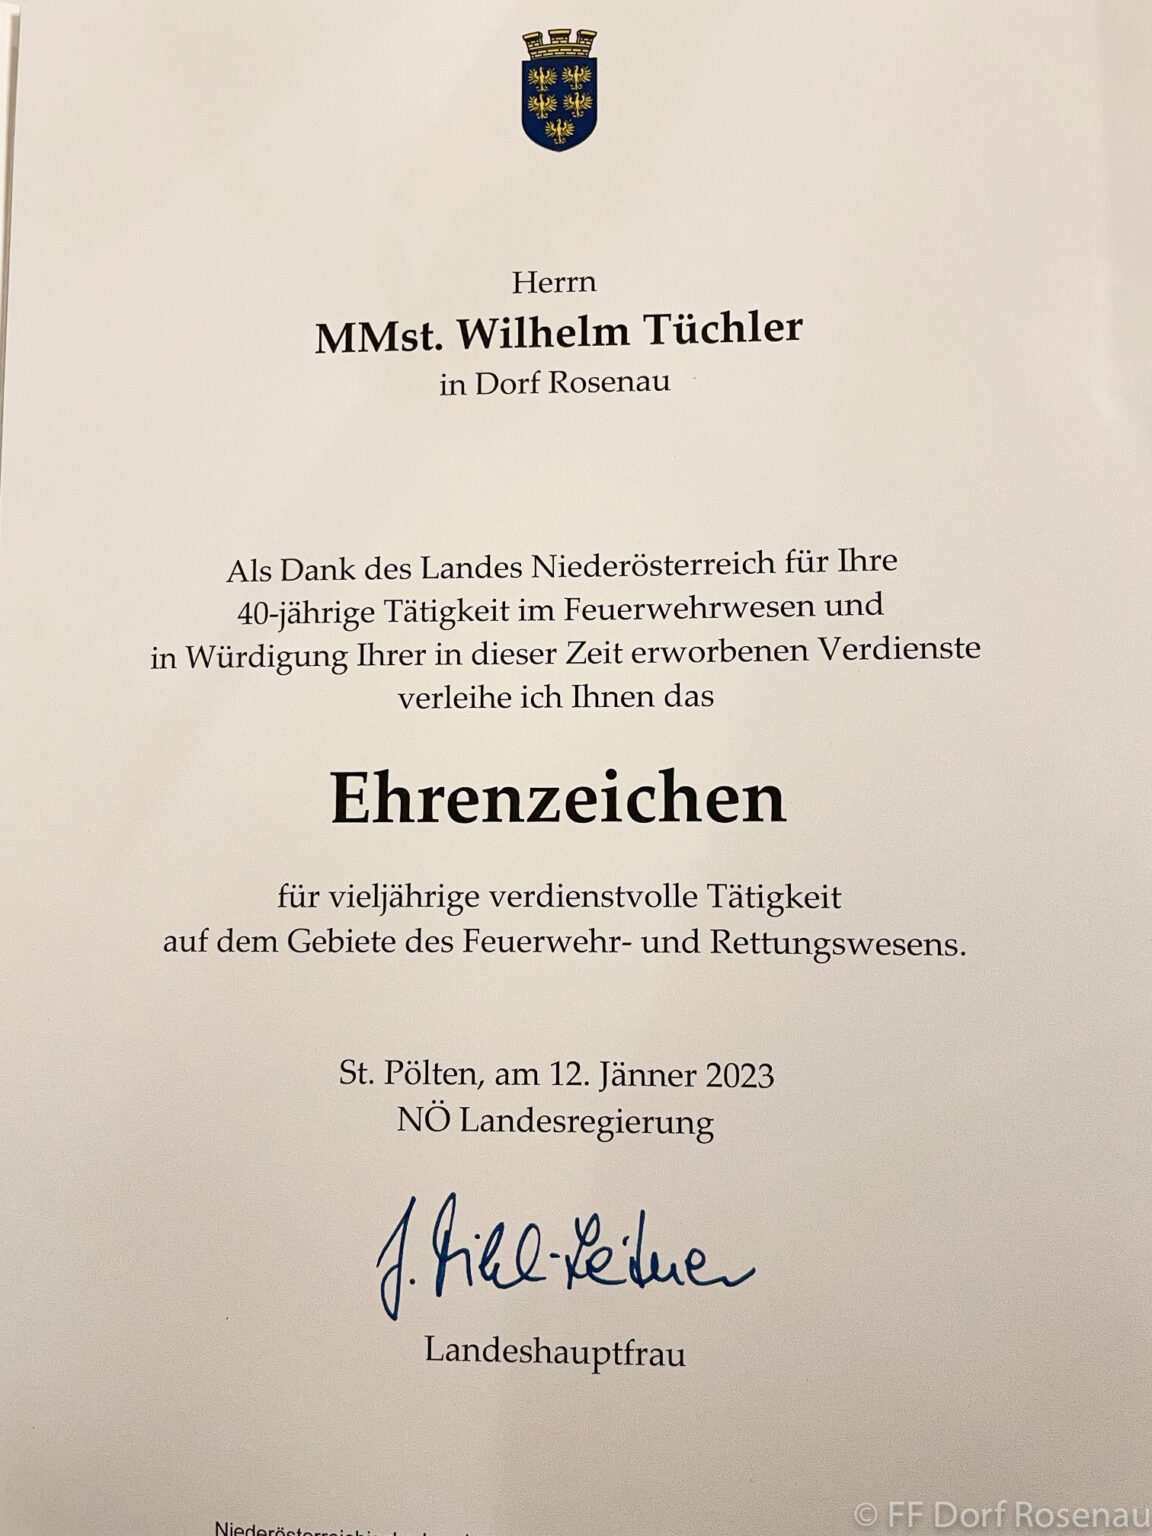 Herrn
MMst. Wilhelm Tüchler
in Dorf Rosenau
Als Dank des Landes Niederösterreich für Ihre
40-jährige Tätigkeit im Feuerwehrwesen und
in Würdigung Ihrer in dieser Zeit erworbenen Verdienste
verleihe ich Ihnen das
Ehrenzeichen
für vieljährige verdienstvolle Tätigkeit
auf dem Gebiete des Feuerwehr- und Rettungswesens.
St. Pölten, am 12. Jänner 2023
NÖ Landesregierung
J. Mikl-Leitner
Landeshauptfrau
© FF Dorf Rosenau